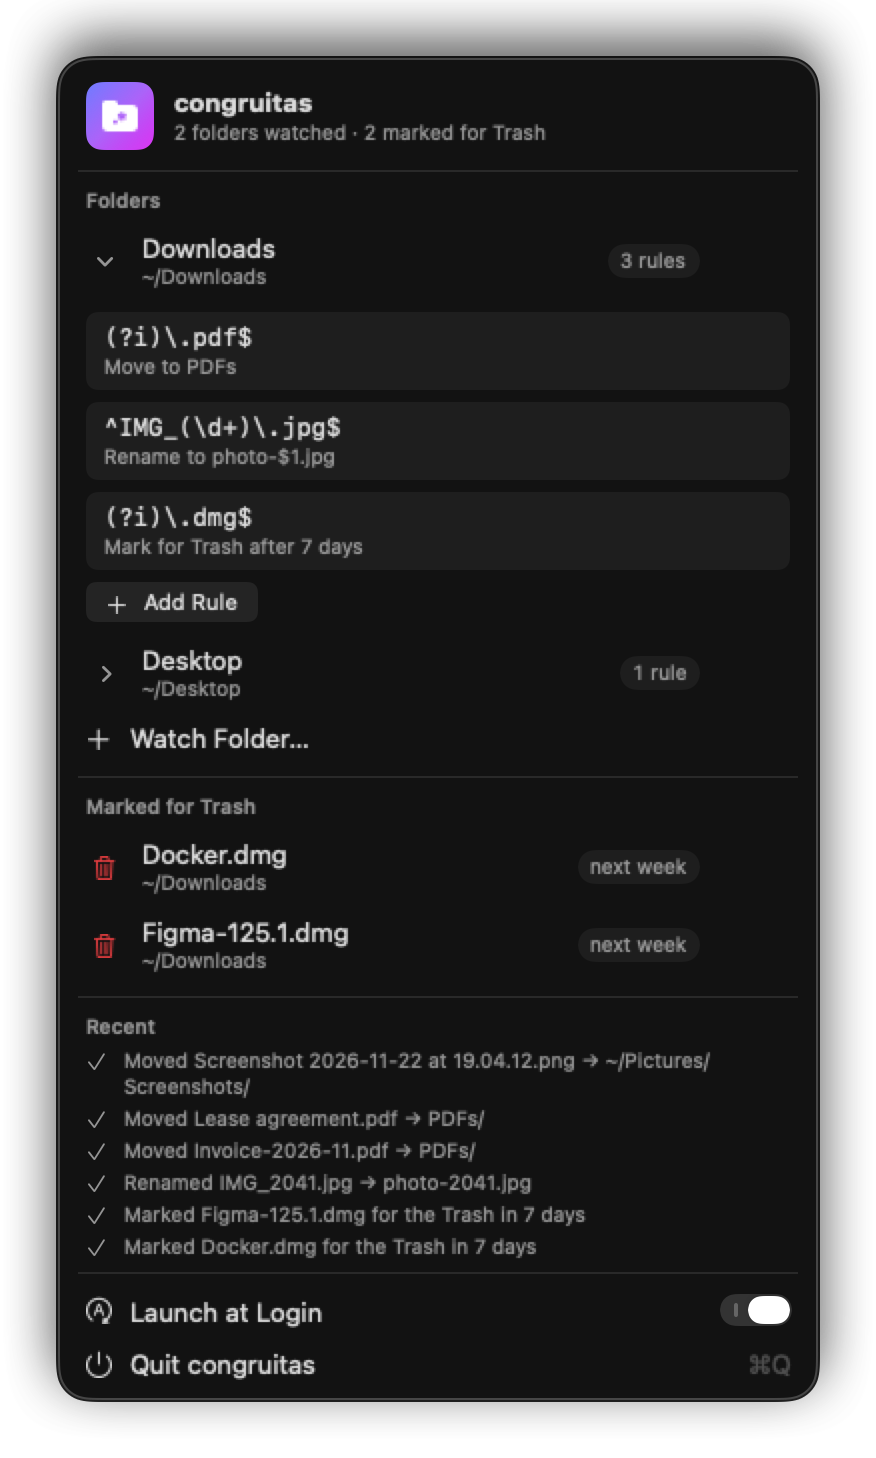 congruitas
2 folders watched · 2 marked for Trash
Folders
Downloads
~/Downloads
3 rules
(?i)\.pdf$
Move to PDFs
^IMG_(\d+)\.jpg$
Rename to photo-$1.jpg
(?i)\.dmg$
Mark for Trash after 7 days
+ Add Rule
Desktop
~/Desktop
1 rule
+ Watch Folder...
Marked for Trash
Docker.dmg
~/Downloads
next week
Figma-125.1.dmg
~/Downloads
next week
Recent
Moved Screenshot 2026-11-22 at 19.04.12.png → ~/Pictures/
Screenshots/
Moved Lease agreement.pdf → PDFs/
Moved Invoice-2026-11.pdf → PDFs/
Renamed IMG_2041.jpg → photo-2041.jpg
Marked Figma-125.1.dmg for the Trash in 7 days
Marked Docker.dmg for the Trash in 7 days
Launch at Login
Quit congruitas
⌘Q